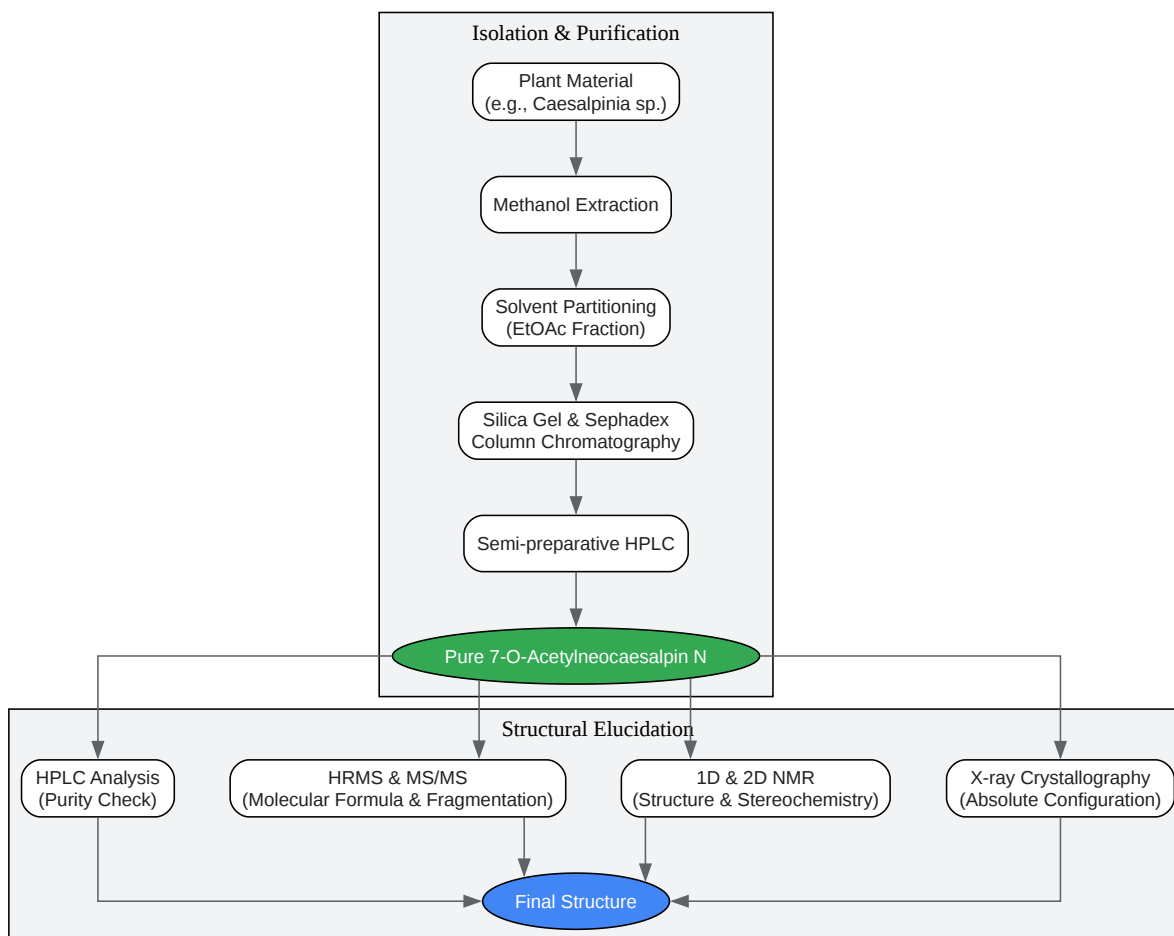 Isolation & Purification
Plant Material
(e.g., Caesalpinia sp.)
Methanol Extraction
Solvent Partitioning
(EtOAc Fraction)
Silica Gel & Sephadex
Column Chromatography
Semi-preparative HPLC
Pure 7-O-Acetylneocaesalpin N
Structural Elucidation
HPLC Analysis
(Purity Check)
HRMS & MS/MS
(Molecular Formula & Fragmentation)
1D & 2D NMR
(Structure & Stereochemistry)
X-ray Crystallography
(Absolute Configuration)
Final Structure